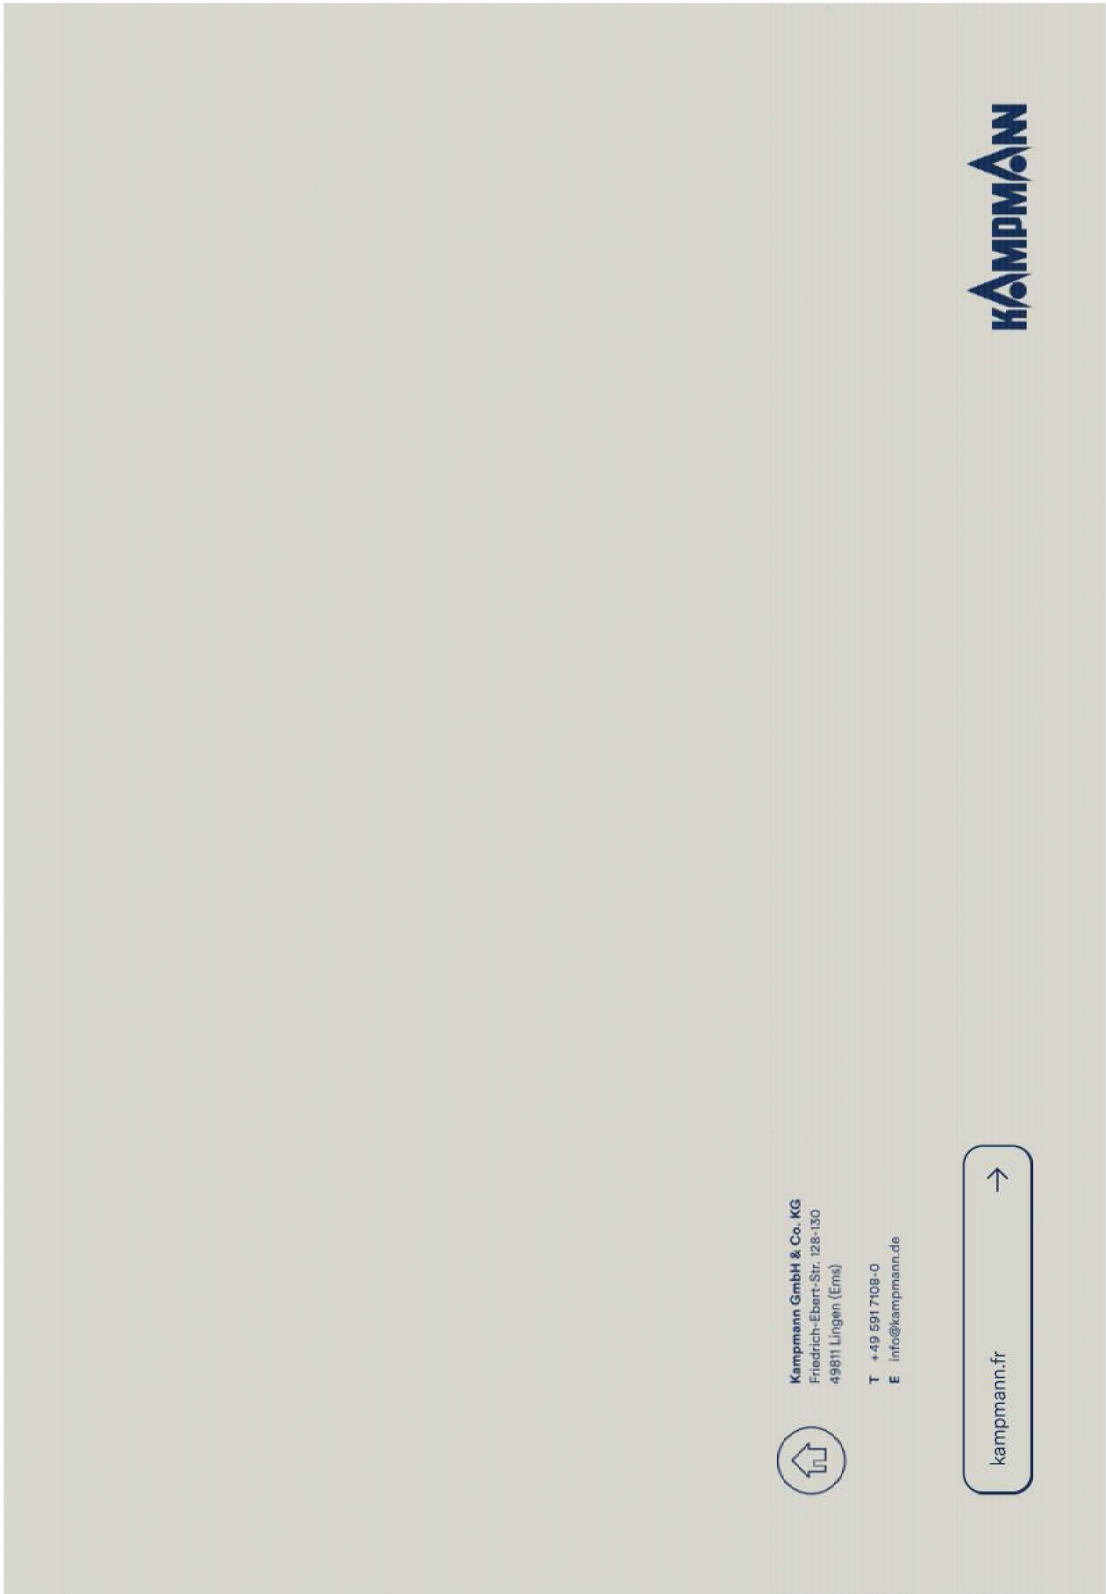 Kampmann GmbH & Co. KG
Friedrich-Ebert-Str. 128-130
49811 Lingen (Ems)
T +49 591 7108-0
E info@kampmann.de
kampmann.fr
KAMPMANN